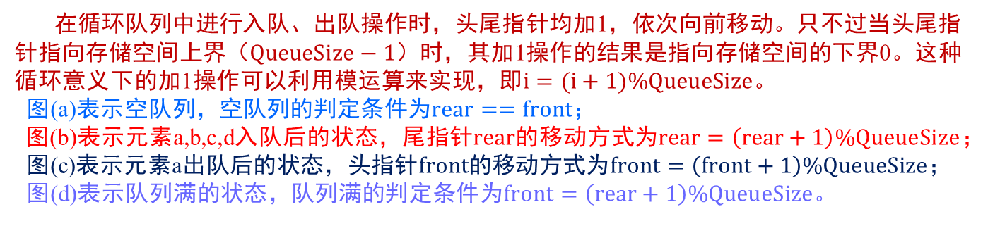 在循环队列中进行入队、出队操作时，头尾指针均加1，依次向前移动。只不过当头尾指
针指向存储空间上界（QueueSize − 1）时，其加1操作的结果是指向存储空间的下界0。这种
循环意义下的加1操作可以利用模运算来实现，即i = (i + 1)%QueueSize。
图(a)表示空队列，空队列的判定条件为rear == front；
图(b)表示元素a,b,c,d入队后的状态，尾指针rear的移动方式为rear = (rear + 1)%QueueSize；
图(c)表示元素a出队后的状态，头指针front的移动方式为front = (front + 1)%QueueSize；
图(d)表示队列满的状态，队列满的判定条件为front = (rear + 1)%QueueSize。